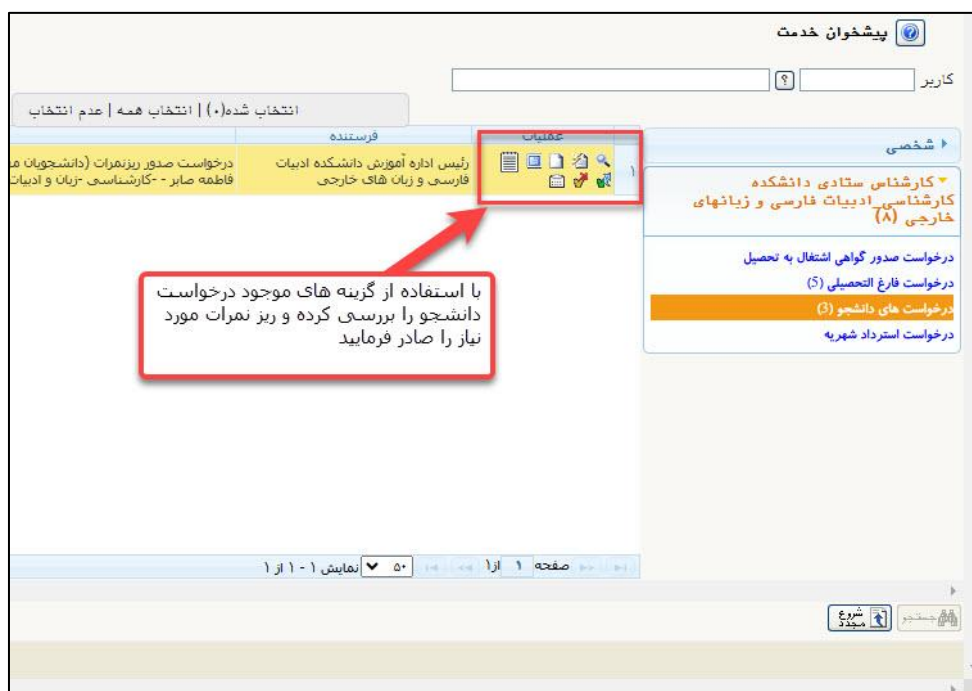 پیشخوان خدمت
کاربر
انتخاب شده(۰) | انتخاب همه | عدم انتخاب
شخصی
کارشناس ستادی دانشکده
کارشناسی_ادبیات فارسی و زبانهای
خارجی (۸)
درخواست صدور گواهی اشتغال به تحصیل
درخواست فارغ التحصیلی (5)
درخواست های دانشجو (3)
درخواست استرداد شهریه
عملیات
فرستنده
۱
رئیس اداره آموزش دانشکده ادبیات
فارسی و زبان های خارجی
درخواست صدور ریزنمرات (دانشجویان
فاطمه صابر - -کارشناسی -زبان و ادبیات
با استفاده از گزینه های موجود درخواست
دانشجو را بررسی کرده و ریز نمرات مورد
نیاز را صادر فرمایید
صفحه ۱ از۱ ۵۰ نمایش ۱ - ۱ از ۱
جستجو
شروع
مجدد